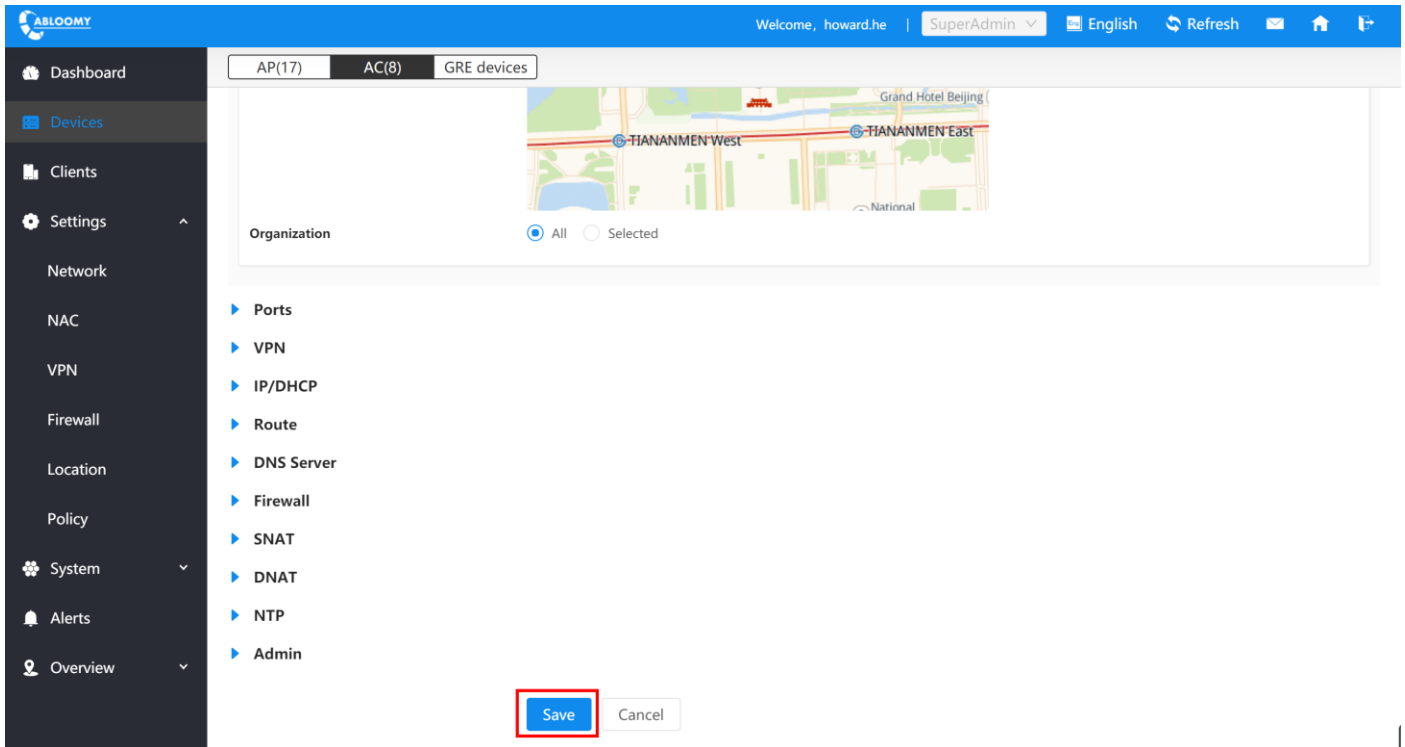 ABLOOMY
Welcome, howard.he | SuperAdmin English Refresh
Dashboard
Devices
Clients
Settings
Network
NAC
VPN
Firewall
Location
Policy
System
Alerts
Overview
AP(17) AC(8) GRE devices
Grand Hotel Beijing
TIANANMEN West
TIANANMEN East
National
Organization All Selected
Ports
VPN
IP/DHCP
Route
DNS Server
Firewall
SNAT
DNAT
NTP
Admin
Save Cancel